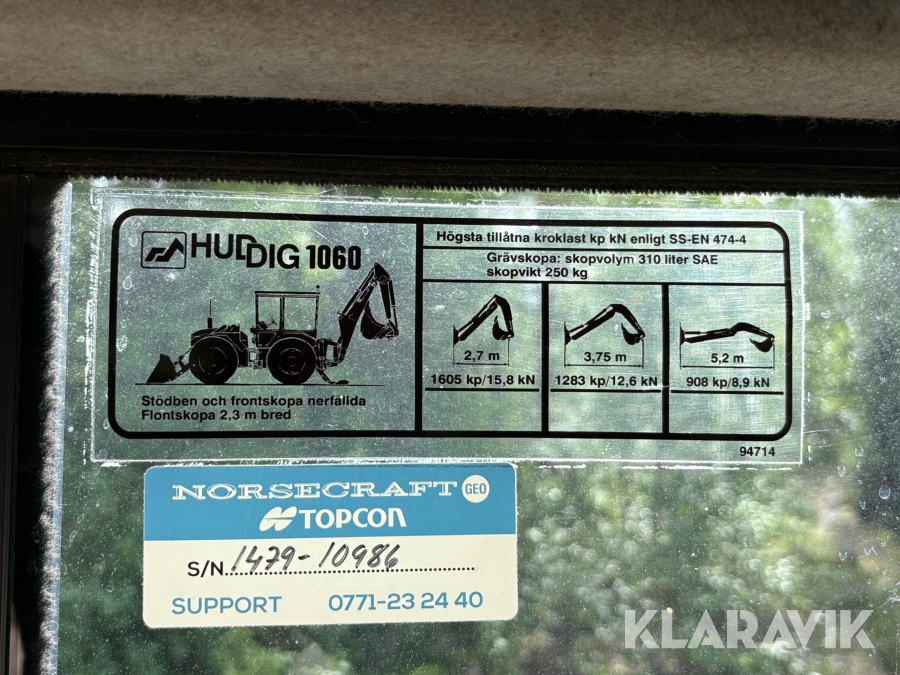 HUDDIG 1060
Stödben och frontskopa nerfällda
Flontskopa 2,3 m bred
Högsta tillåtna kroklast kp kN enligt SS-EN 474-4
Grävskopa: skopvolym 310 liter SAE
skopvikt 250 kg
2,7 m
1605 kp/15,8 kN
3,75 m
1283 kp/12,6 kN
5,2 m
908 kp/8,9 kN
94714
NORSECRAFT GEO
TOPCON
S/N 1479-10986
SUPPORT 0771-23 24 40
KLARAVIK